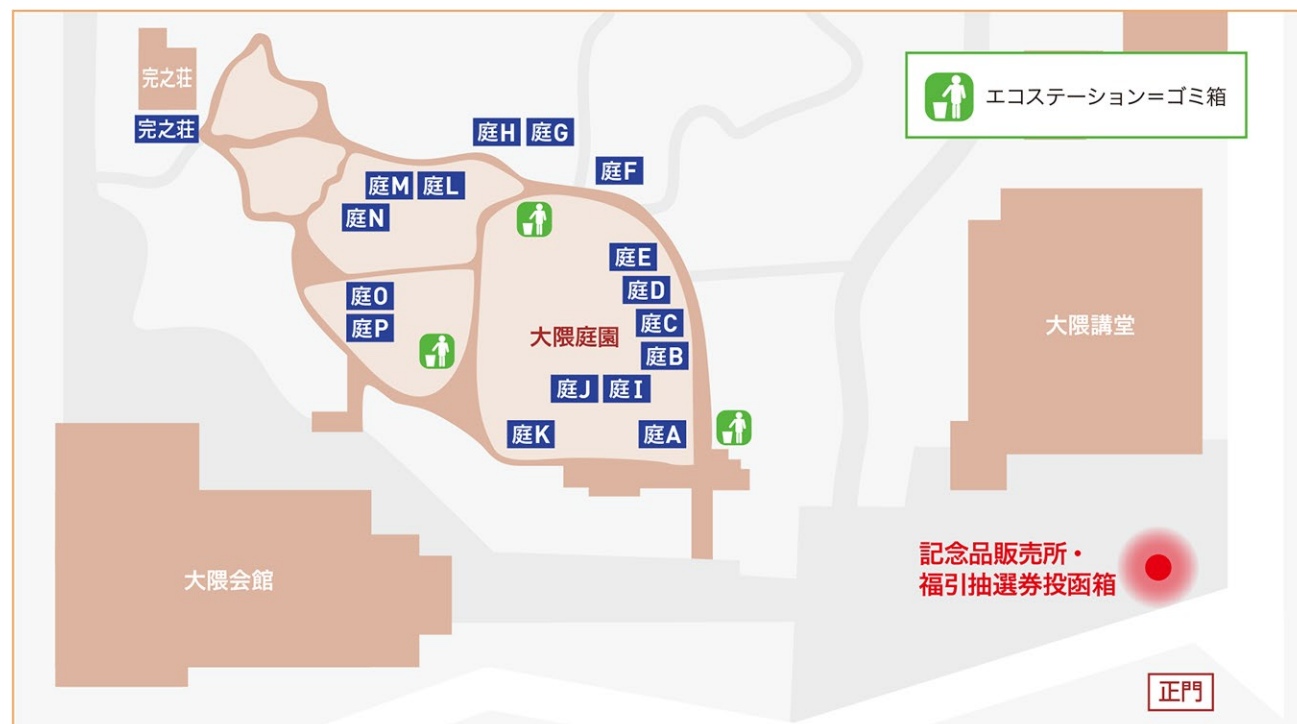 完之荘
完之荘
エコステーション＝ゴミ箱
庭H
庭G
庭F
庭M
庭L
庭N
庭E
庭O
庭D
庭P
大隈庭園
庭C
大隈講堂
庭B
庭J
庭I
庭K
庭A
記念品販売所・
福引抽選券投函箱
大隈会館
正門